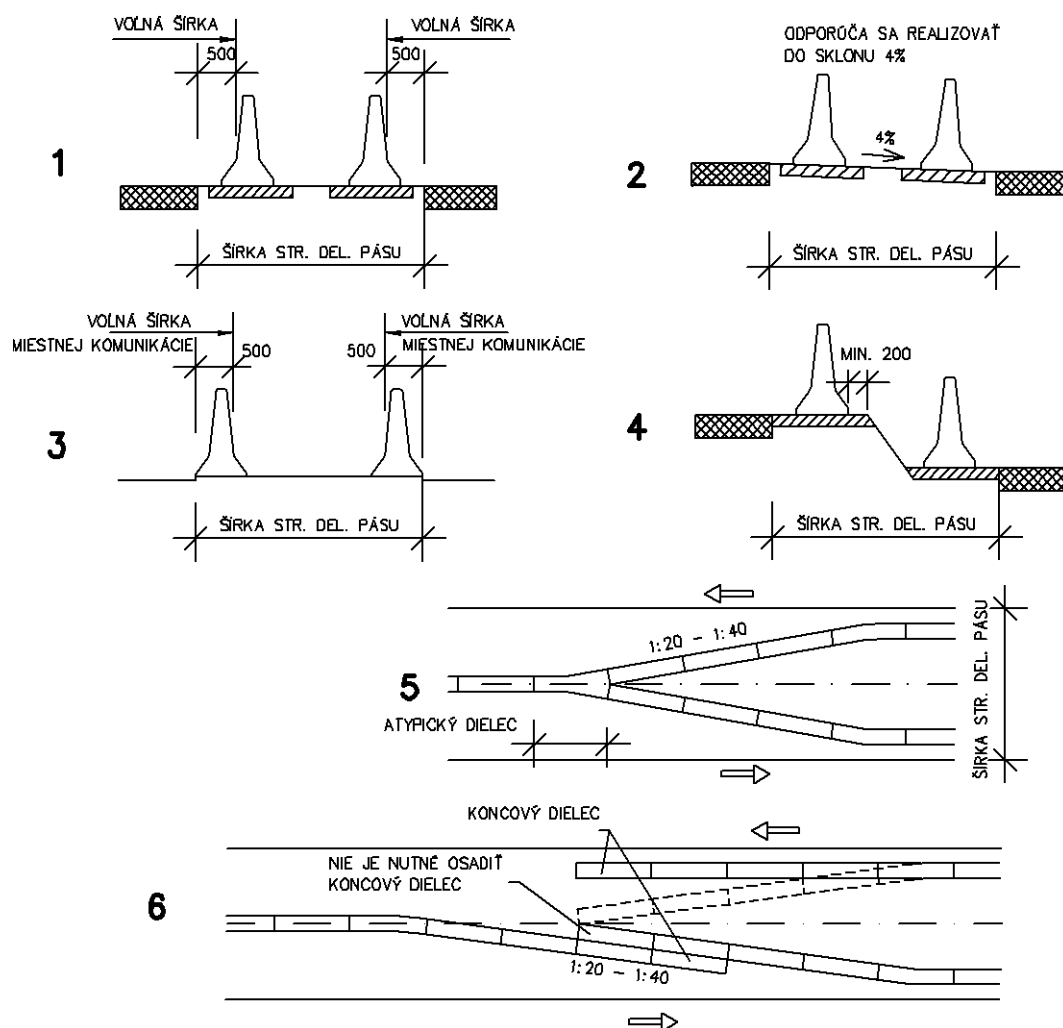 VOĽNÁ ŠÍRKA
VOĽNÁ ŠÍRKA
500
500
1
ŠÍRKA STR. DEL. PÁSU
ODPORÚČA SA REALIZOVAŤ
DO SKLONU 4%
4%
2
ŠÍRKA STR. DEL. PÁSU
VOĽNÁ ŠÍRKA
MIESTNEJ KOMUNIKÁCIE
VOĽNÁ ŠÍRKA
MIESTNEJ KOMUNIKÁCIE
500
500
3
ŠÍRKA STR. DEL. PÁSU
MIN. 200
4
ŠÍRKA STR. DEL. PÁSU
1:20 - 1:40
5
ATYPICKÝ DIELEC
ŠÍRKA STR. DEL. PÁSU
KONCOVÝ DIELEC
NIE JE NUTNÉ OSADIŤ
KONCOVÝ DIELEC
6
1:20 - 1:40